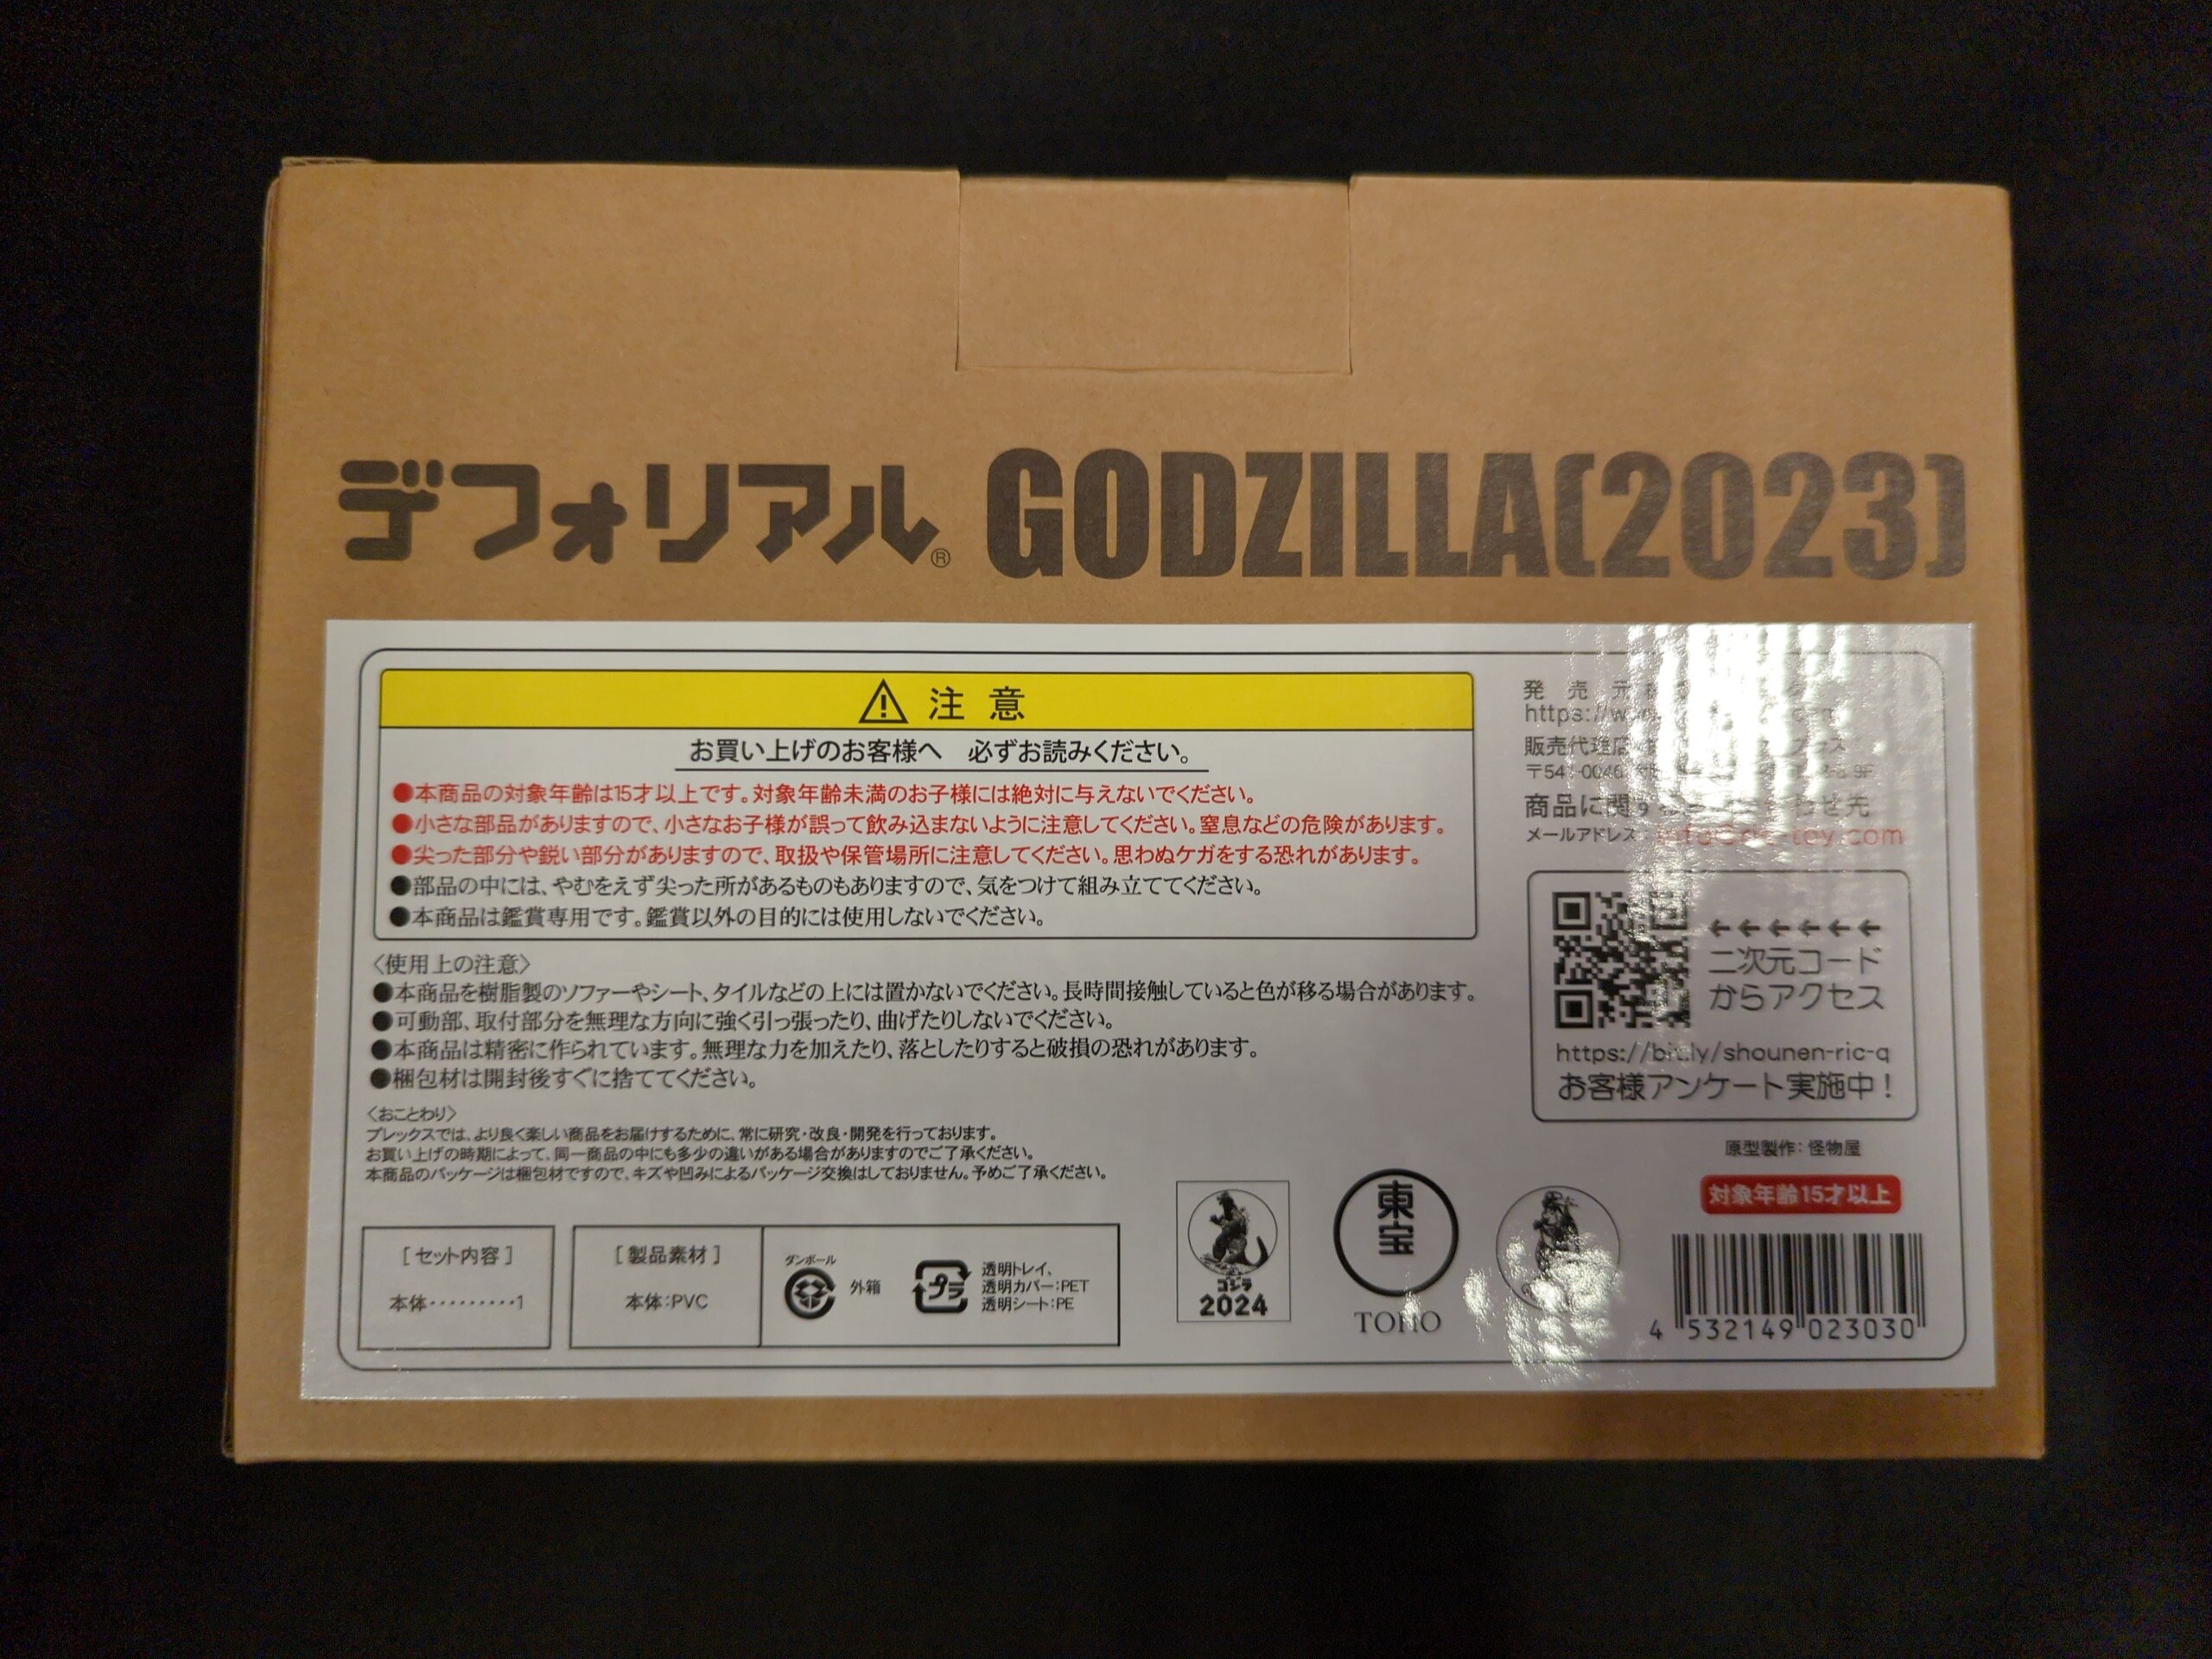 デフォリアル® GODZILLA(2023)
⚠ 注 意
お買い上げのお客様へ 必ずお読みください。
●本商品の対象年齢は15才以上です。対象年齢未満のお子様には絶対に与えないでください。
●小さな部品がありますので、小さなお子様が誤って飲み込まないように注意してください。窒息などの危険があります。
●尖った部分や鋭い部分がありますので、取扱や保管場所に注意してください。思わぬケガをする恐れがあります。
●部品の中には、やむをえず尖った所があるものもありますので、気をつけて組み立ててください。
●本商品は鑑賞専用です。鑑賞以外の目的には使用しないでください。
〈使用上の注意〉
●本商品を樹脂製のソファーやシート、タイルなどの上には置かないでください。長時間接触していると色が移る場合があります。
●可動部、取付部分を無理な方向に強く引っ張ったり、曲げたりしないでください。
●本商品は精密に作られています。無理な力を加えたり、落としたりすると破損の恐れがあります。
●梱包材は開封後すぐに捨ててください。
〈おことわり〉
プレックスでは、より良く楽しい商品をお届けするために、常に研究・改良・開発を行っております。
お買い上げの時期によって、同一商品の中にも多少の違いがある場合がありますのでご了承ください。
本商品のパッケージは梱包材ですので、キズや凹みによるパッケージ交換はしておりません。予めご了承ください。
[セット内容]
本体・・・・・・・・・1
[製品素材]
本体:PVC
ダンボール
外箱
プラ
透明トレイ、
透明カバー:PET
透明シート:PE
ゴジラ
2024
東宝
TOHO
発 売 元
販売代理店
商品に関す
メールアドレス:
←←←←←←
二次元コード
からアクセス
https://bit.ly/shounen-ric-q
お客様アンケート実施中！
原型製作：怪物屋
対象年齢15才以上
4 532149 023030